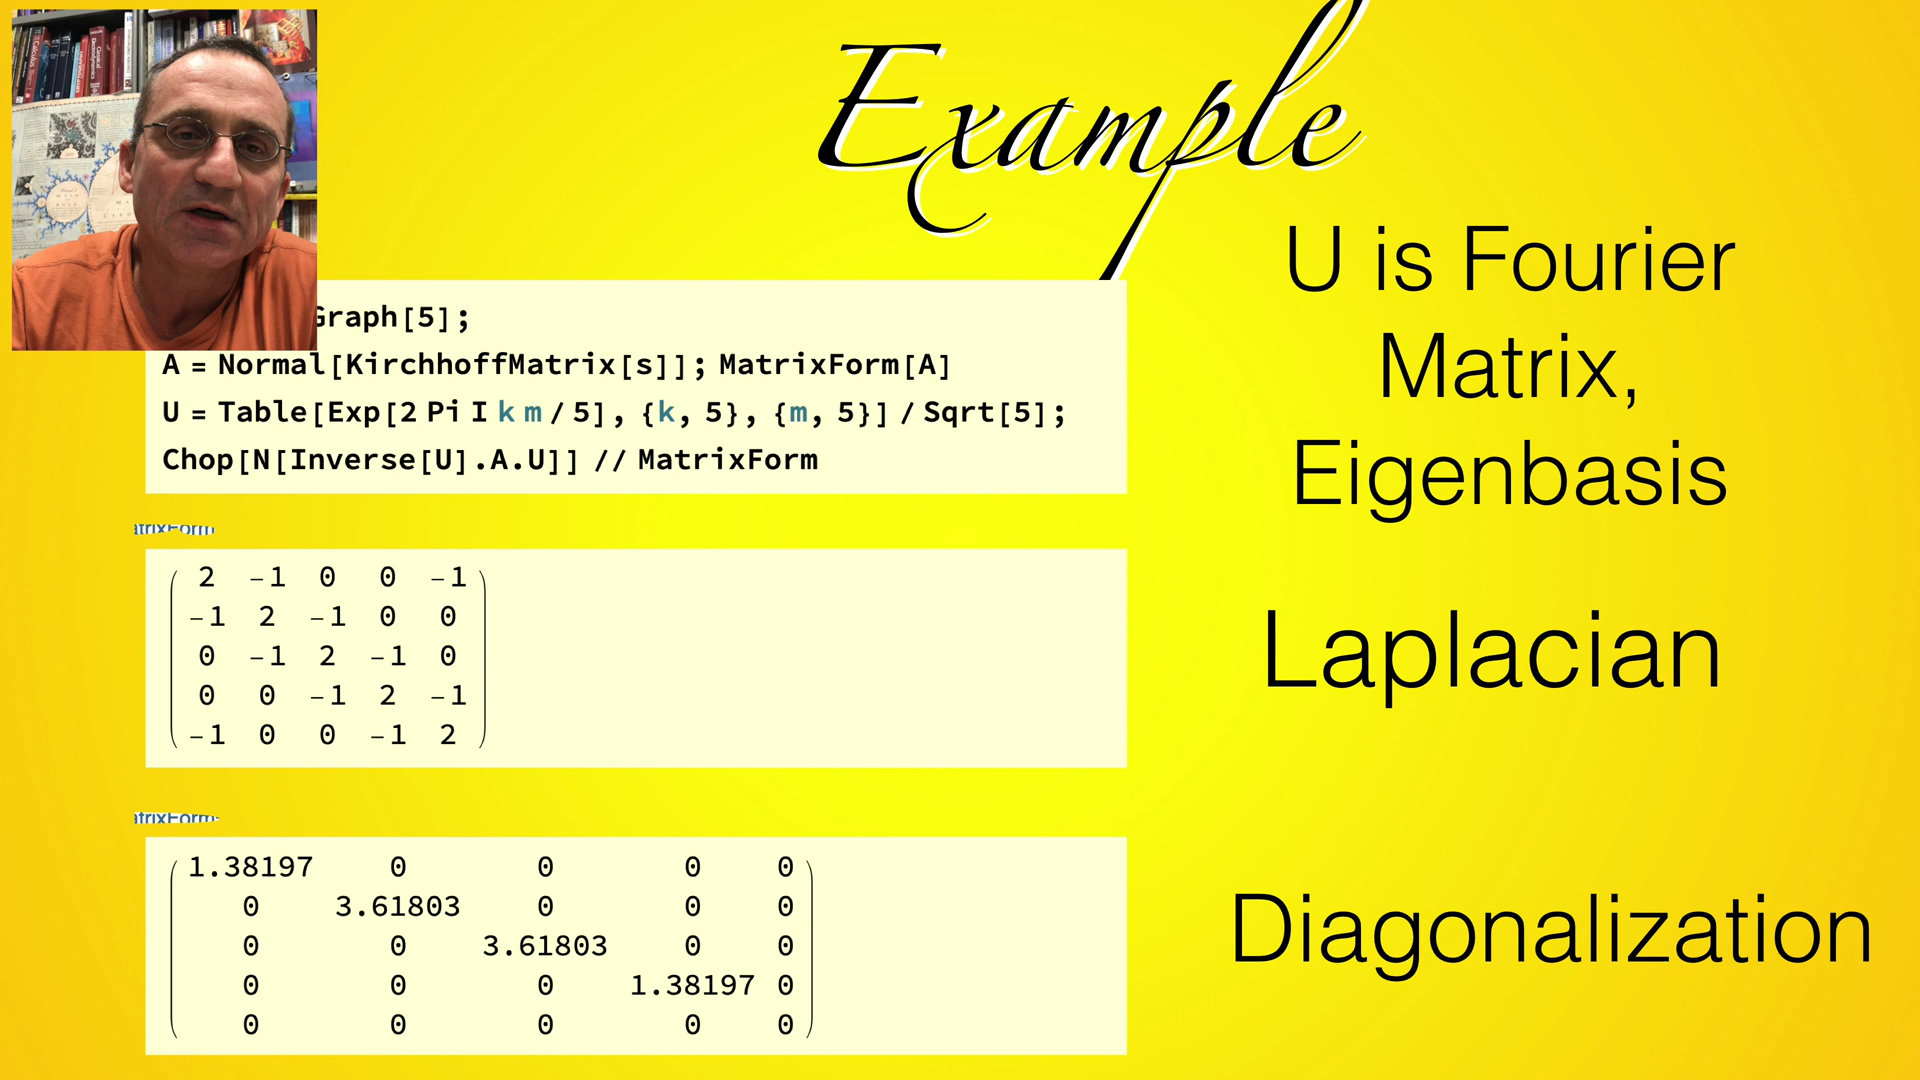 Example
Graph[5];
A = Normal[KirchhoffMatrix[s]]; MatrixForm[A]
U = Table[Exp[2 Pi I k m / 5], {k, 5}, {m, 5}] / Sqrt[5];
Chop[N[Inverse[U].A.U]] // MatrixForm
U is Fourier
Matrix,
Eigenbasis
2 -1 0 0 -1
-1 2 -1 0 0
0 -1 2 -1 0
0 0 -1 2 -1
-1 0 0 -1 2
Laplacian
1.38197 0 0 0 0
0 3.61803 0 0 0
0 0 3.61803 0 0
0 0 0 1.38197 0
0 0 0 0 0
Diagonalization